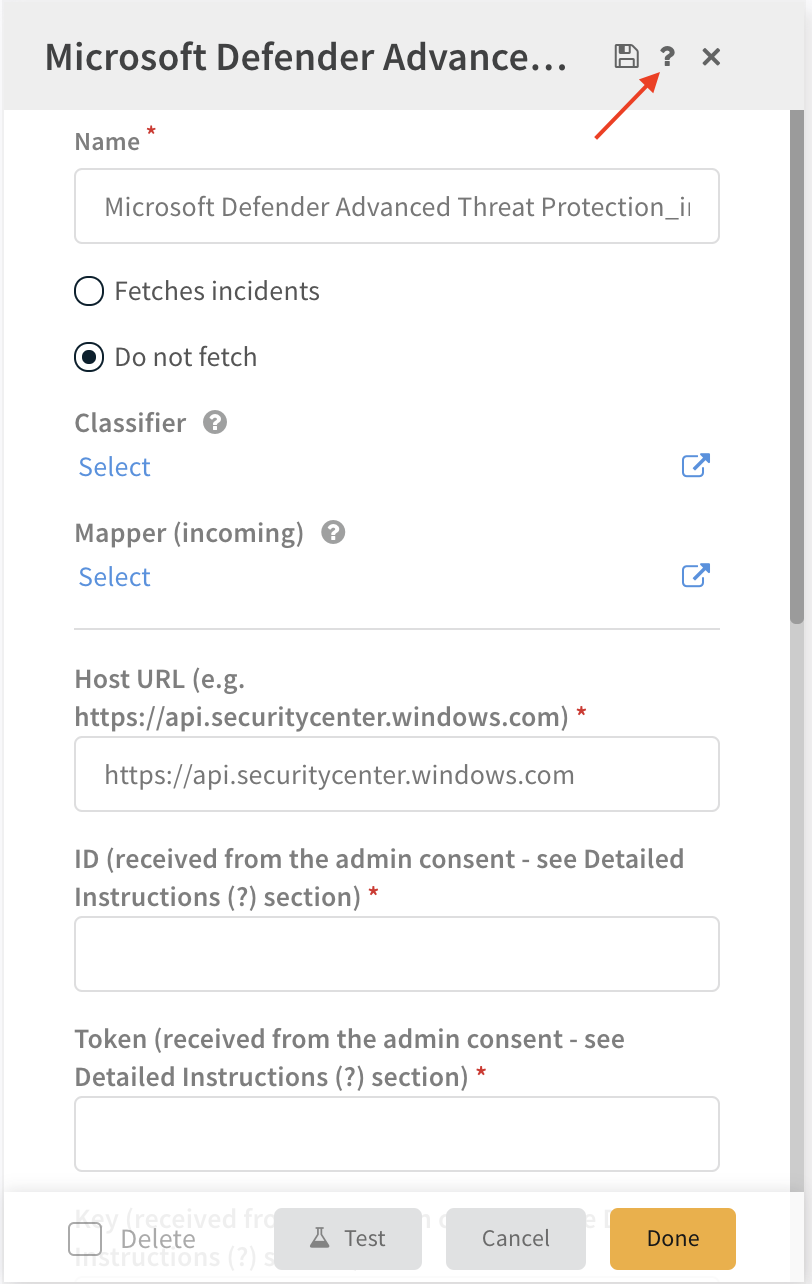 Microsoft Defender Advance... ?
Name *
Microsoft Defender Advanced Threat Protection_i
Fetches incidents
Do not fetch
Classifier ?
Select
Mapper (incoming) ?
Select
Host URL (e.g.
https://api.securitycenter.windows.com) *
https://api.securitycenter.windows.com
ID (received from the admin consent - see Detailed
Instructions (?) section) *
Token (received from the admin consent - see
Detailed Instructions (?) section) *
Key (received
Instructions (?)
Delete Test Cancel Done